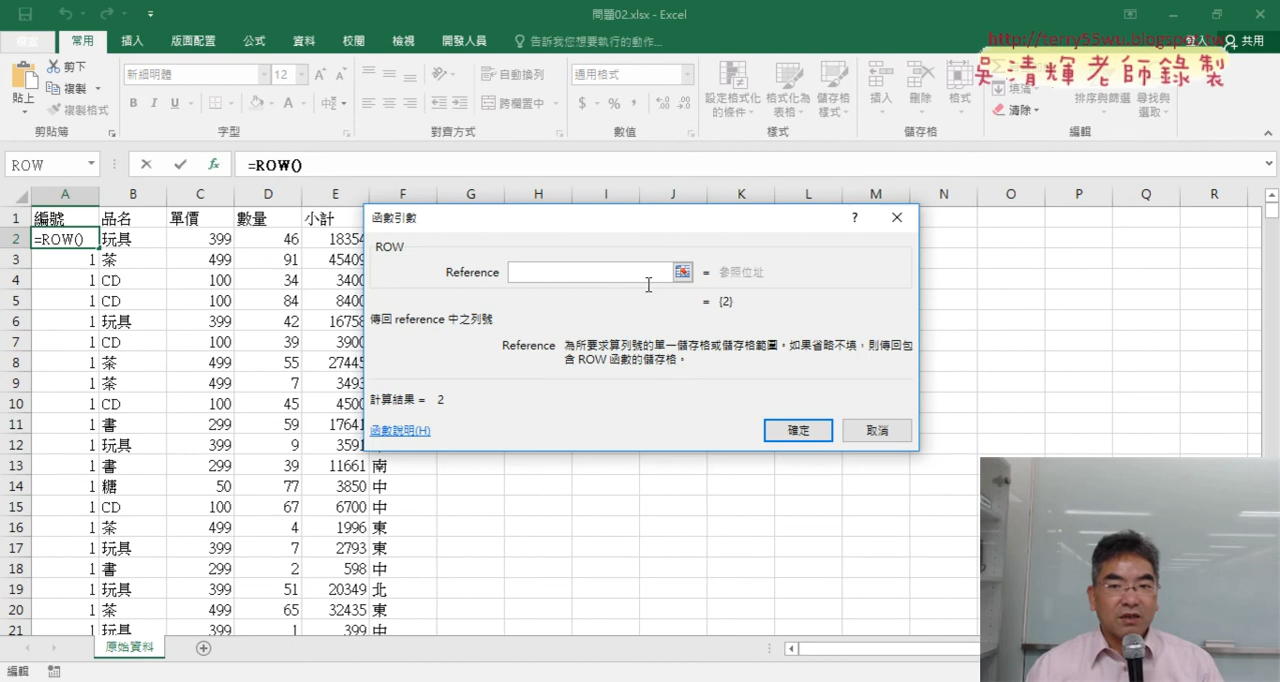 問題02.xlsx - Excel
常用 插入 版面配置 公式 資料 校閱 檢視 開發人員 告訴我您想要執行的動作... 登入 共用
http://terry55wu.blogspot.tw
吳清輝老師錄製
貼上 剪下 複製 複製格式 剪貼簿
新細明體 12 B I U A 中 字型
自動換列 跨欄置中 對齊方式
通用格式 $ % , 數值
設定格式化的條件 格式化為表格 儲存格樣式 樣式
插入 刪除 格式 儲存格
填滿 清除 排序與篩選 尋找與選取 編輯
ROW =ROW()
A B C D E F G H I J K L M N O P Q R
1 編號 品名 單價 數量 小計
2 =ROW() 玩具 399 46 18354
3 1 茶 499 91 45409
4 1 CD 100 34 3400
5 1 CD 100 84 8400
6 1 玩具 399 42 16758
7 1 CD 100 39 3900
8 1 茶 499 55 27445
9 1 茶 499 7 3493
10 1 CD 100 45 4500
11 1 書 299 59 17641
12 1 玩具 399 9 3591
13 1 書 299 39 11661 南
14 1 糖 50 77 3850 中
15 1 CD 100 67 6700 中
16 1 茶 499 4 1996 東
17 1 玩具 399 7 2793 東
18 1 書 299 2 598 中
19 1 玩具 399 51 20349 北
20 1 茶 499 65 32435 東
21 1 玩具 399 1 399 中
函數引數 ?
ROW
Reference = 參照位址
= {2}
傳回 reference 中之列號
Reference 為所要求算列號的單一儲存格或儲存格範圍。如果省略不填，則傳回包
含 ROW 函數的儲存格。
計算結果 = 2
函數說明(H) 確定 取消
原始資料
編輯